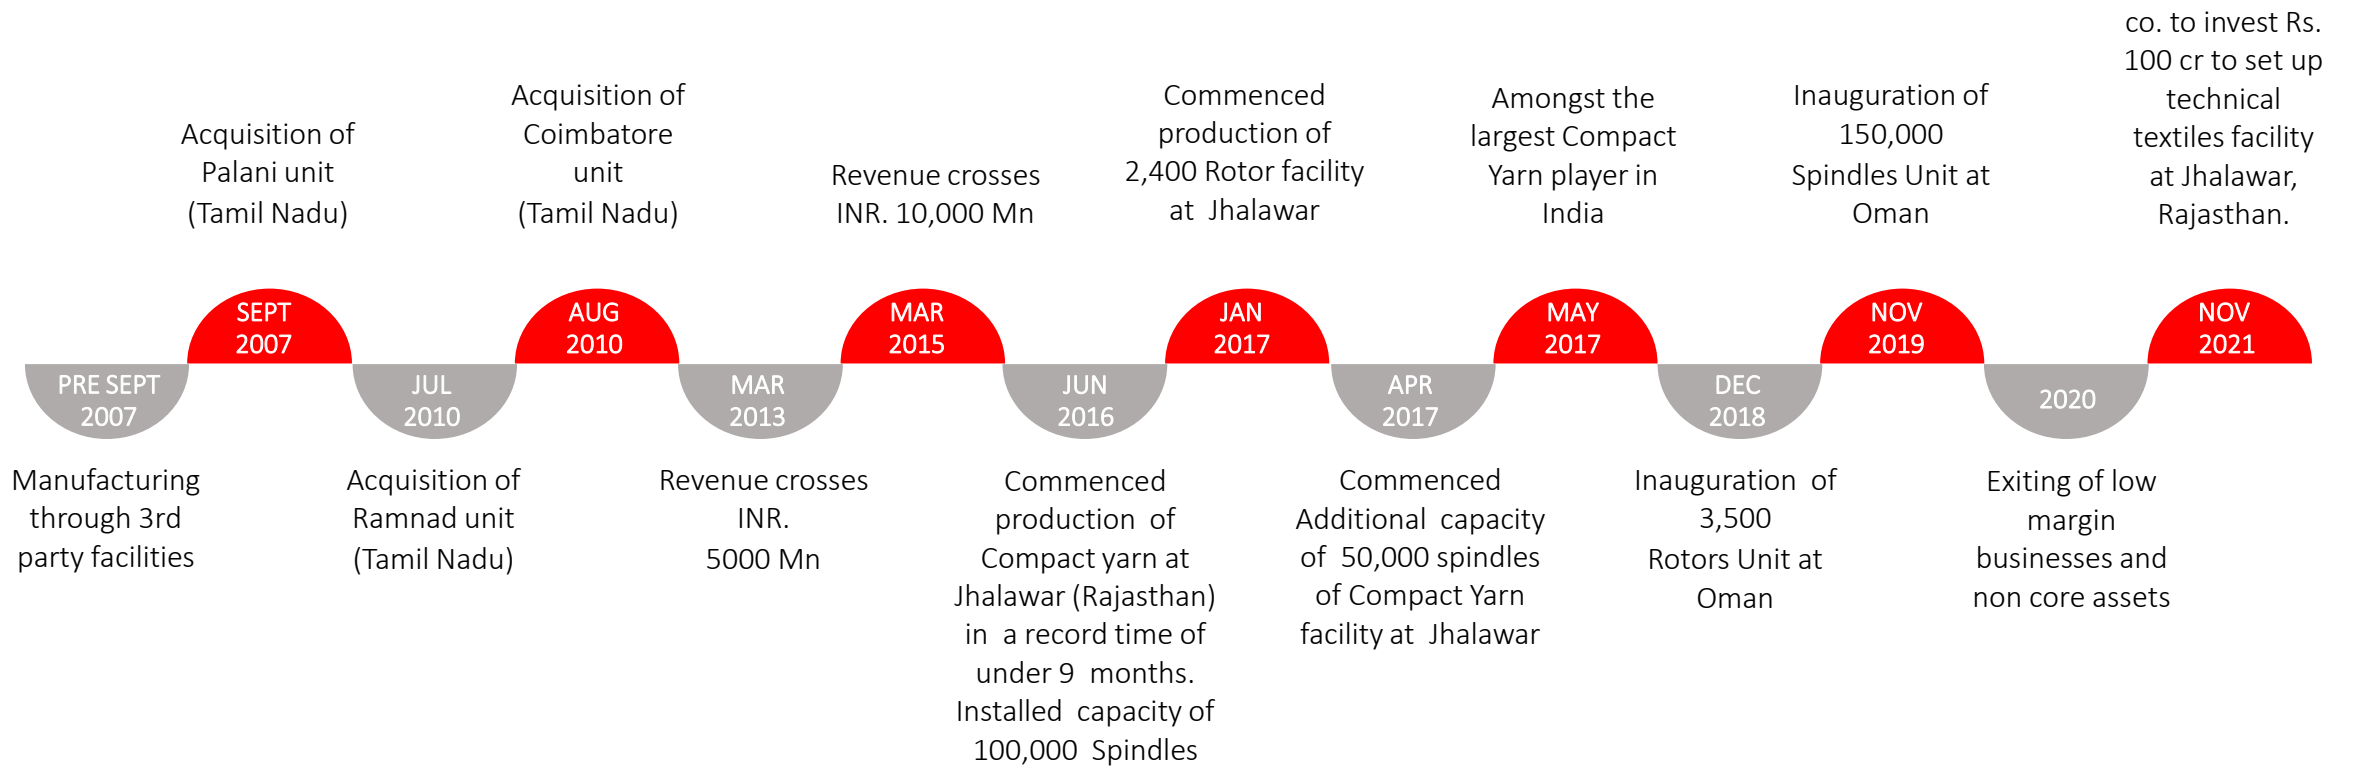 Acquisition of
Palani unit
(Tamil Nadu)
Acquisition of
Coimbatore
unit
(Tamil Nadu)
Revenue crosses
INR. 10,000 Mn
Commenced
production of
2,400 Rotor facility
at Jhalawar
Amongst the
largest Compact
Yarn player in
India
Inauguration of
150,000
Spindles Unit at
Oman
co. to invest Rs.
100 cr to set up
technical
textiles facility
at Jhalawar,
Rajasthan.
SEPT
2007
AUG
2010
MAR
2015
JAN
2017
MAY
2017
NOV
2019
NOV
2021
PRE SEPT
2007
JUL
2010
MAR
2013
JUN
2016
APR
2017
DEC
2018
2020
Manufacturing
through 3rd
party facilities
Acquisition of
Ramnad unit
(Tamil Nadu)
Revenue crosses
INR.
5000 Mn
Commenced
production of
Compact yarn at
Jhalawar (Rajasthan)
in a record time of
under 9 months.
Installed capacity of
100,000 Spindles
Commenced
Additional capacity
of 50,000 spindles
of Compact Yarn
facility at Jhalawar
Inauguration of
3,500
Rotors Unit at
Oman
Exiting of low
margin
businesses and
non core assets